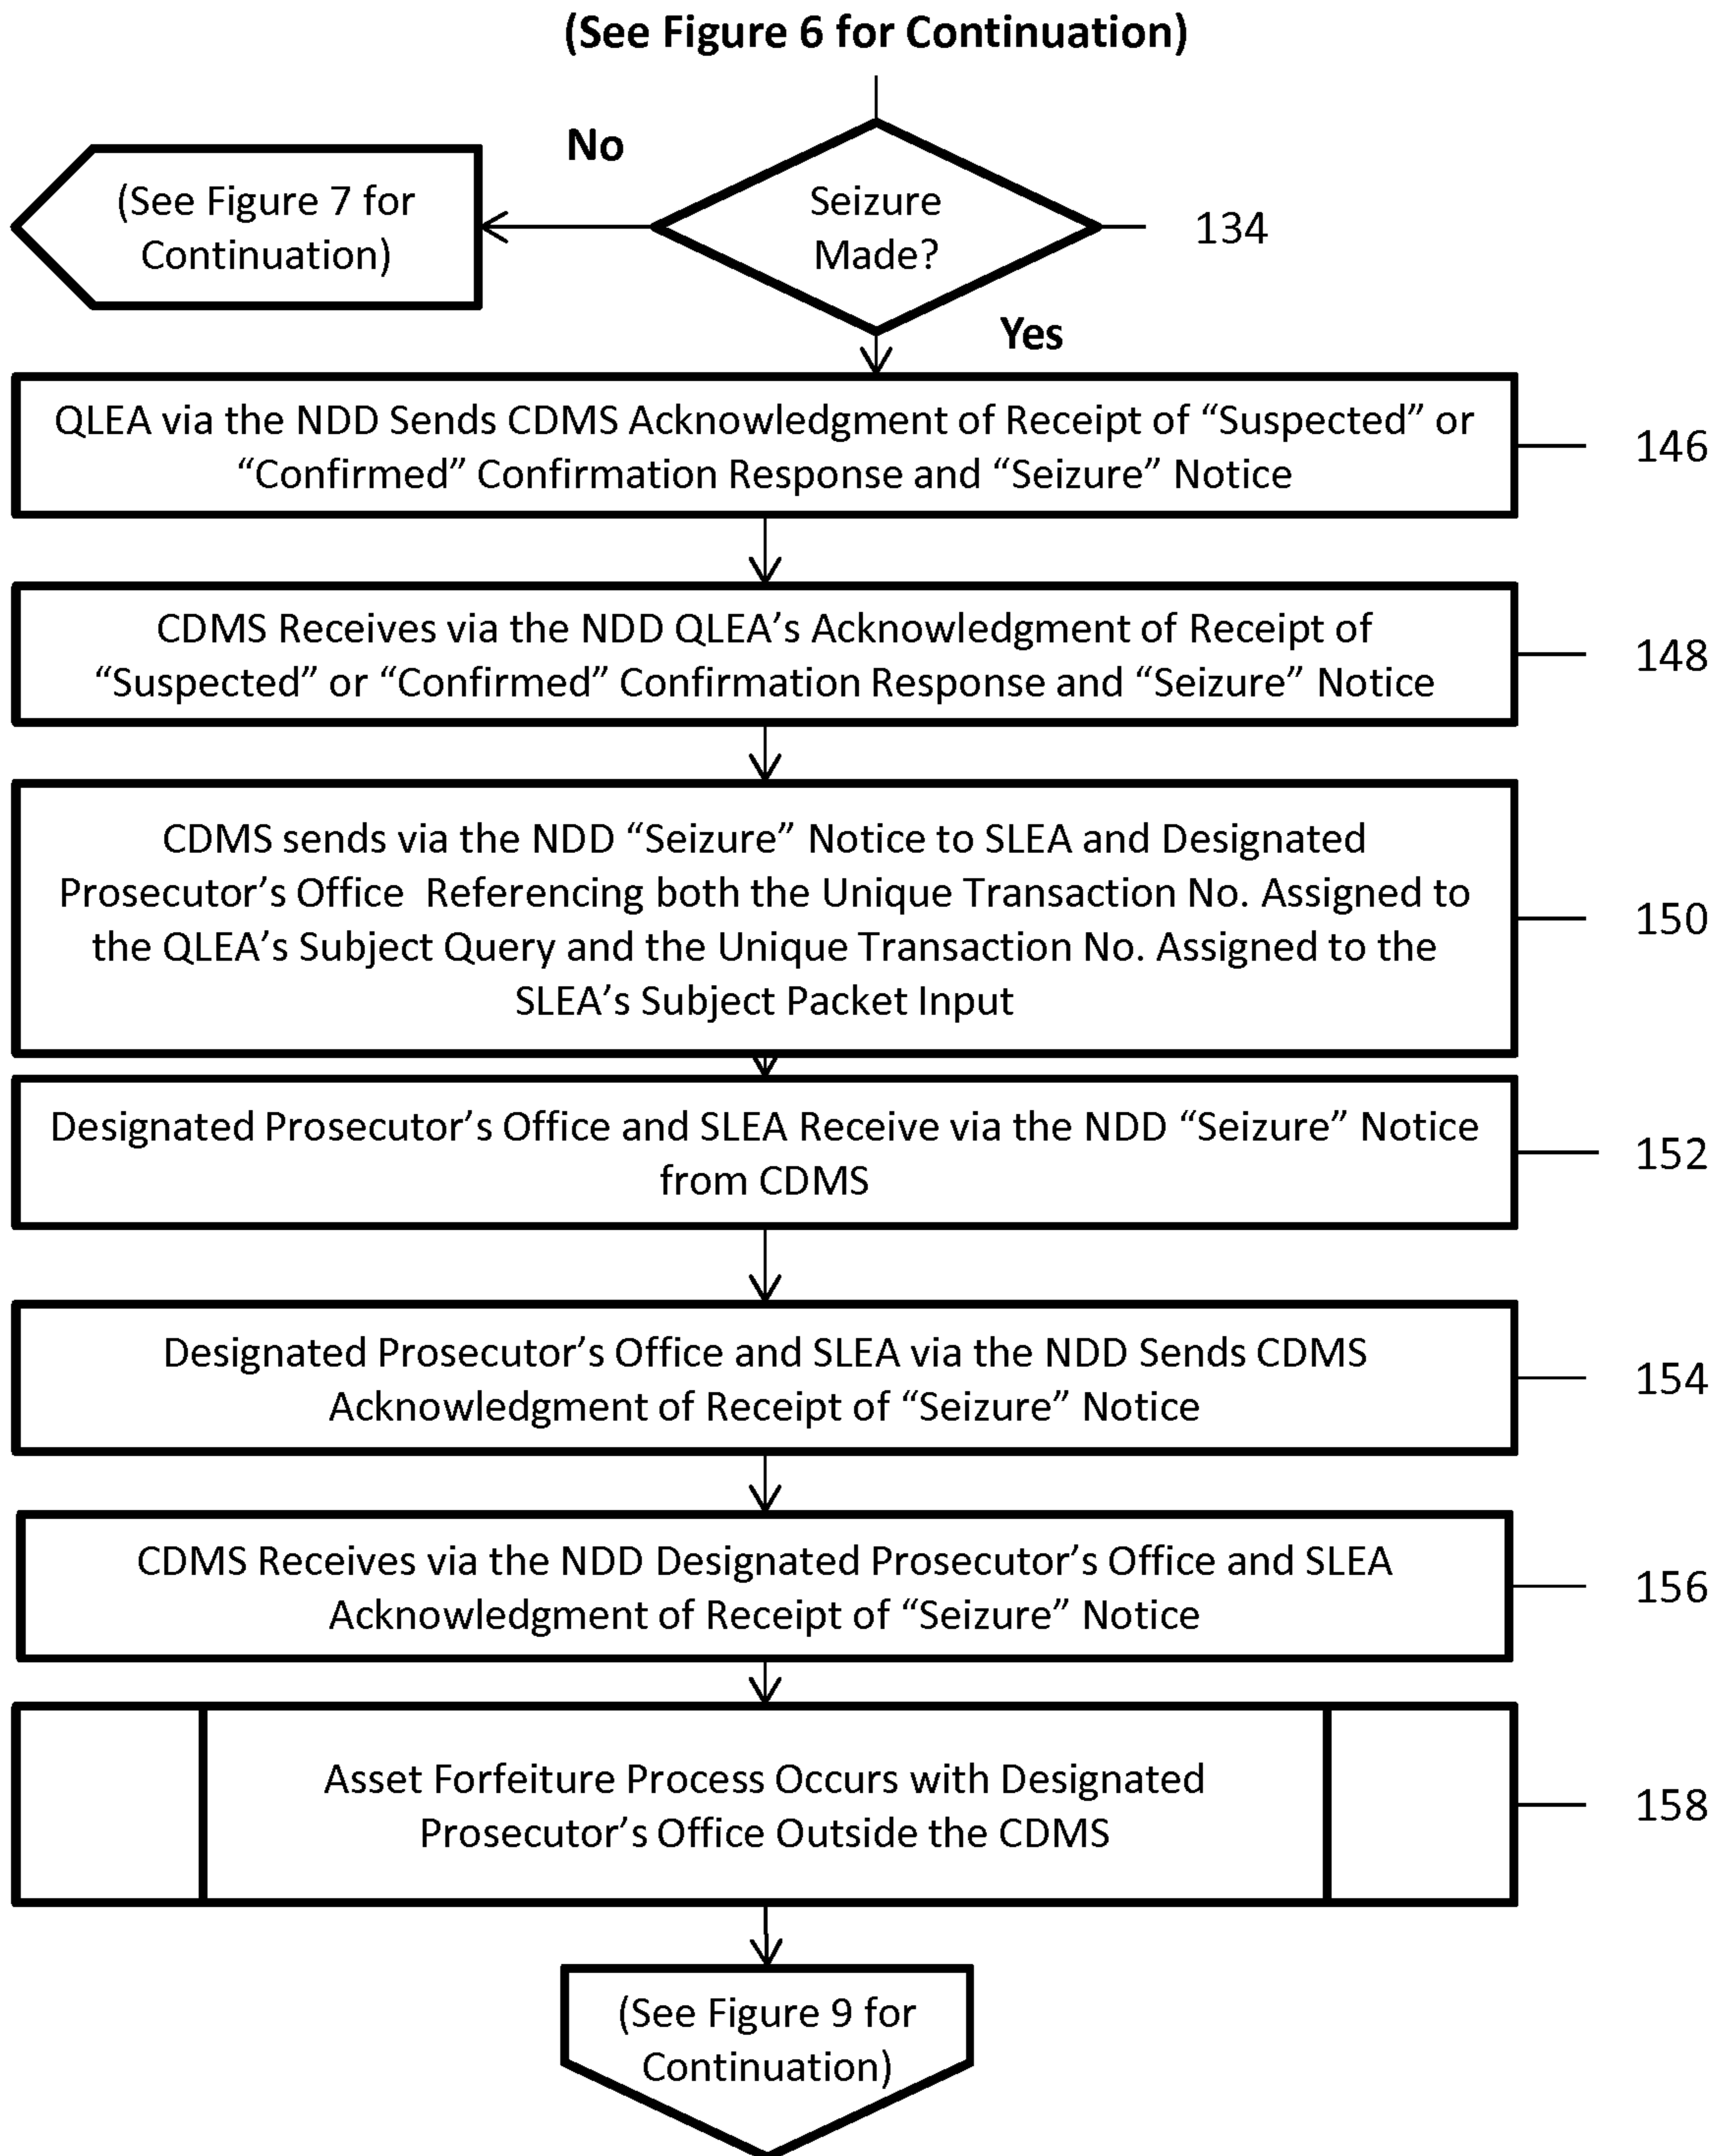 (See Figure 6 for Continuation)
No
(See Figure 7 for
Continuation)
Seizure
Made?
134
Yes
QLEA via the NDD Sends CDMS Acknowledgment of Receipt of “Suspected” or
“Confirmed” Confirmation Response and “Seizure” Notice
146
CDMS Receives via the NDD QLEA’s Acknowledgment of Receipt of
“Suspected” or “Confirmed” Confirmation Response and “Seizure” Notice
148
CDMS sends via the NDD “Seizure” Notice to SLEA and Designated
Prosecutor’s Office Referencing both the Unique Transaction No. Assigned to
the QLEA’s Subject Query and the Unique Transaction No. Assigned to the
SLEA’s Subject Packet Input
150
Designated Prosecutor’s Office and SLEA Receive via the NDD “Seizure” Notice
from CDMS
152
Designated Prosecutor’s Office and SLEA via the NDD Sends CDMS
Acknowledgment of Receipt of “Seizure” Notice
154
CDMS Receives via the NDD Designated Prosecutor’s Office and SLEA
Acknowledgment of Receipt of “Seizure” Notice
156
Asset Forfeiture Process Occurs with Designated
Prosecutor’s Office Outside the CDMS
158
(See Figure 9 for
Continuation)